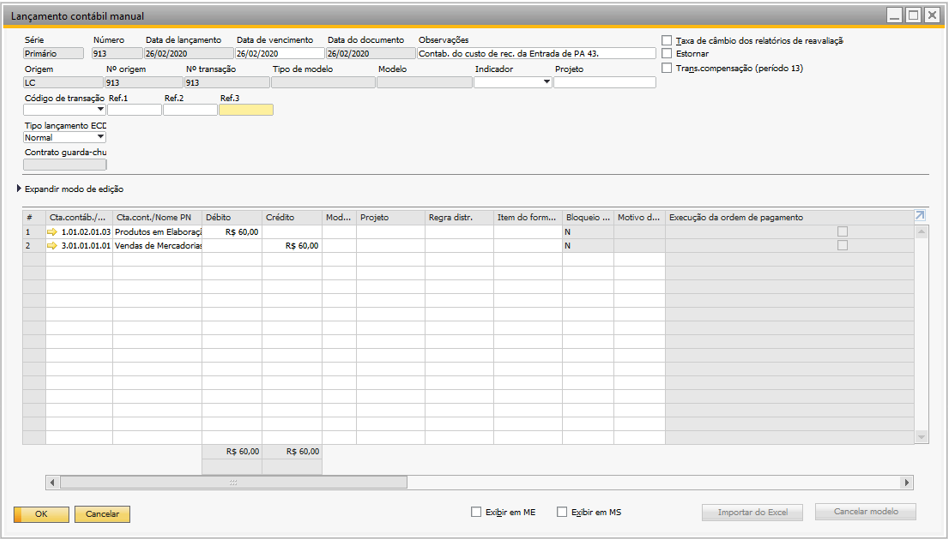 Lançamento contábil manual
Série Número Data de lançamento Data de vencimento Data do documento Observações
Primário 913 26/02/2020 26/02/2020 26/02/2020 Contab. do custo de rec. da Entrada de PA 43.
Taxa de câmbio dos relatórios de reavaliaçã
Estornar
Trans.compensação (período 13)
Origem Nº origem Nº transação Tipo de modelo Modelo Indicador Projeto
LC 913 913
Código de transação Ref.1 Ref.2 Ref.3
Tipo lançamento ECD
Normal
Contrato guarda-chu
Expandir modo de edição
# Cta.contáb./... Cta.cont./Nome PN Débito Crédito Mod... Projeto Regra distr. Item do form... Bloqueio ... Motivo d... Execução da ordem de pagamento
1 1.01.02.01.03 Produtos em Elaboraçã R$ 60,00 N
2 3.01.01.01.01 Vendas de Mercadorias R$ 60,00 N
R$ 60,00 R$ 60,00
OK Cancelar Exibir em ME Exibir em MS Importar do Excel Cancelar modelo